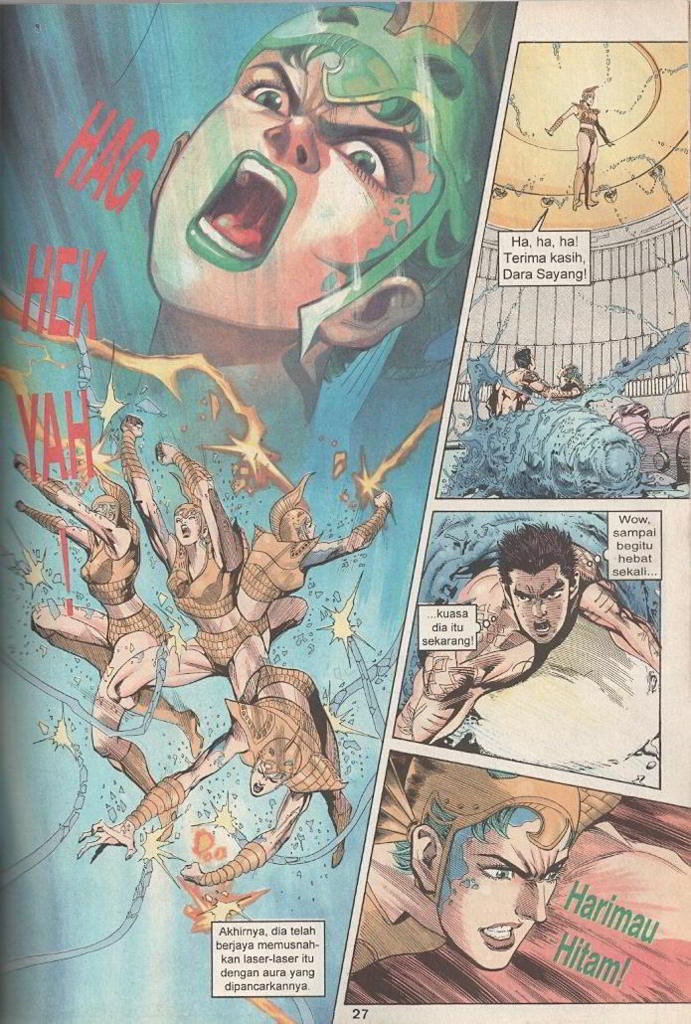 HAG
HEK
YAH
!
Akhirnya, dia telah
berjaya memusnah-
kan laser-laser itu
dengan aura yang
dipancarkannya.
Ha, ha, ha!
Terima kasih,
Dara Sayang!
Wow,
sampai
begitu
hebat
sekali...
...kuasa
dia itu
sekarang!
Harimau
Hitam!
27